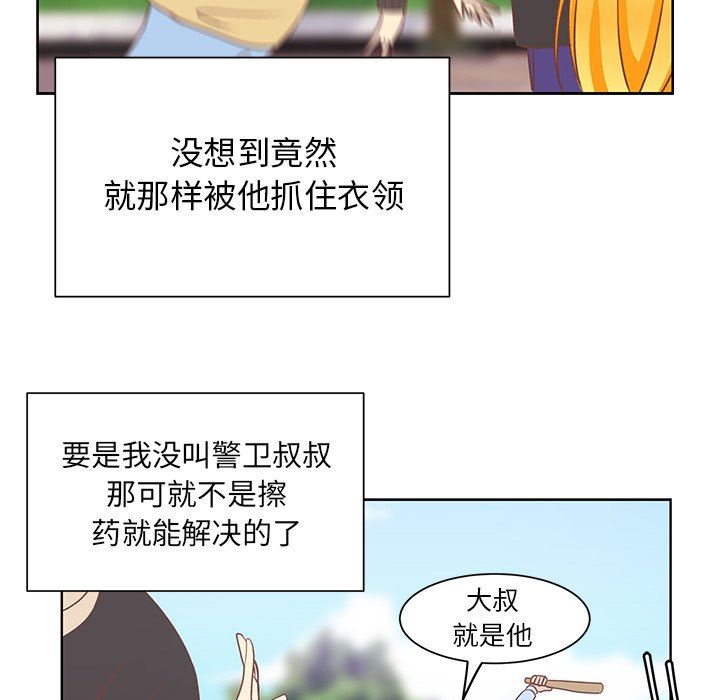 没想到竟然
就那样被他抓住衣领
要是我没叫警卫叔叔
那可就不是擦
药就能解决的了
大叔
就是他